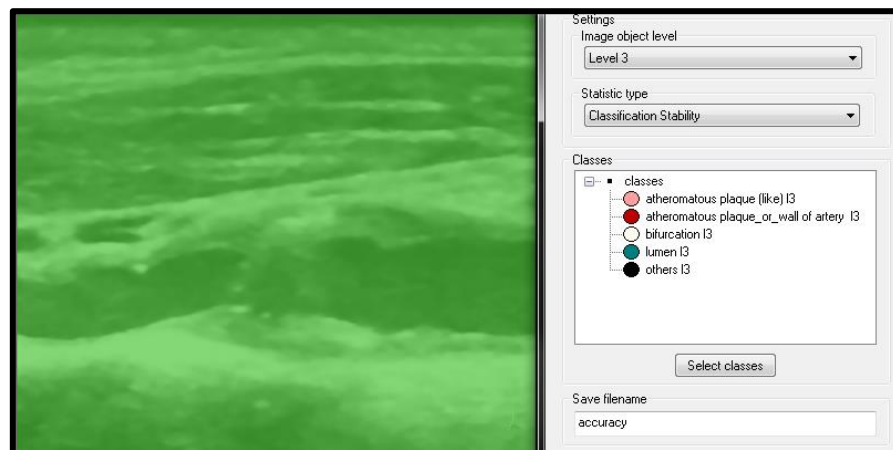 Settings
Image object level
Level 3
Statistic type
Classification Stability
Classes
classes
atheromatous plaque (like) l3
atheromatous plaque_or_wall of artery l3
bifurcation l3
lumen l3
others l3
Select classes
Save filename
accuracy